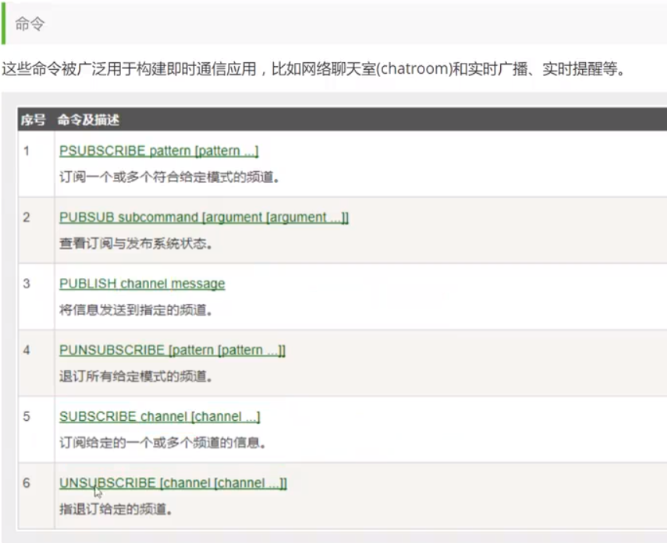 命令
这些命令被广泛用于构建即时通信应用，比如网络聊天室(chatroom)和实时广播、实时提醒等。
序号 命令及描述
1 PSUBSCRIBE pattern [pattern ...]
订阅一个或多个符合给定模式的频道。
2 PUBSUB subcommand [argument [argument ...]]
查看订阅与发布系统状态。
3 PUBLISH channel message
将信息发送到指定的频道。
4 PUNSUBSCRIBE [pattern [pattern ...]]
退订所有给定模式的频道。
5 SUBSCRIBE channel [channel ...]
订阅给定的一个或多个频道的信息。
6 UNSUBSCRIBE [channel [channel ...]]
指退订给定的频道。